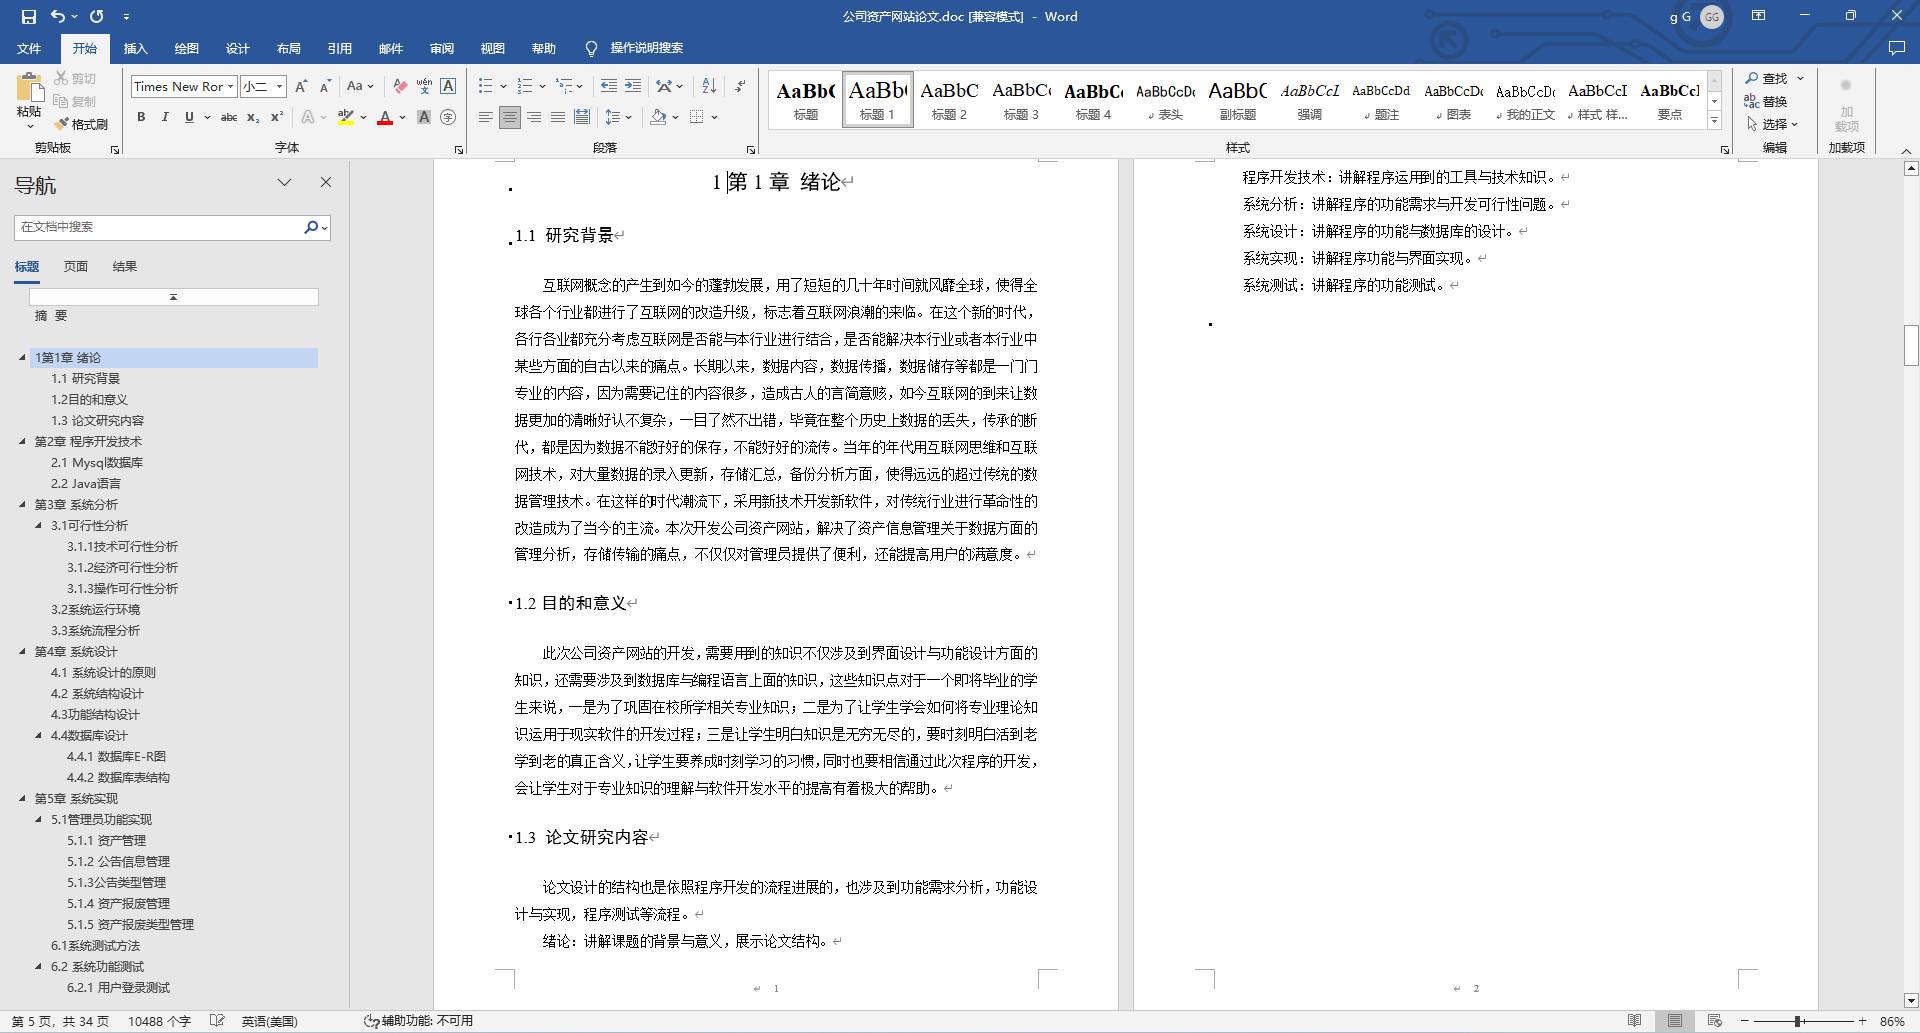 公司资产网站论文.doc [兼容模式] - Word
g G
GG
文件 开始 插入 绘图 设计 布局 引用 邮件 审阅 视图 帮助 操作说明搜索
粘贴
剪切
复制
格式刷
剪贴板
Times New Ror 小二
字体
段落
AaBb( 标题
AaBb( 标题 1
AaBbC 标题 2
AaBbC( 标题 3
AaBbC( 标题 4
AaBbCcDc 表头
AaBbC 副标题
AaBbCcL 强调
AaBbCcDd. 题注
AaBbCcDc 图表
AaBbCcDc 我的正文
AaBbCcI 样式 样...
AaBbCcI 要点
样式
查找
替换
选择
编辑
加载项
加载项
导航
在文档中搜索
标题 页面 结果
摘 要
1第1章 绪论
1.1 研究背景
1.2目的和意义
1.3 论文研究内容
第2章 程序开发技术
2.1 Mysql数据库
2.2 Java语言
第3章 系统分析
3.1可行性分析
3.1.1技术可行性分析
3.1.2经济可行性分析
3.1.3操作可行性分析
3.2系统运行环境
3.3系统流程分析
第4章 系统设计
4.1 系统设计的原则
4.2 系统结构设计
4.3功能结构设计
4.4数据库设计
4.4.1 数据库E-R图
4.4.2 数据库表结构
第5章 系统实现
5.1管理员功能实现
5.1.1 资产管理
5.1.2 公告信息管理
5.1.3公告类型管理
5.1.4 资产报废管理
5.1.5 资产报废类型管理
6.1系统测试方法
6.2 系统功能测试
6.2.1 用户登录测试
1 第 1 章 绪论
1.1 研究背景
互联网概念的产生到如今的蓬勃发展，用了短短的几十年时间就风靡全球，使得全
球各个行业都进行了互联网的改造升级，标志着互联网浪潮的来临。在这个新的时代，
各行各业都充分考虑互联网是否能与本行业进行结合，是否能解决本行业或者本行业中
某些方面的自古以来的痛点。长期以来，数据内容，数据传播，数据储存等都是一门门
专业的内容，因为需要记住的内容很多，造成古人的言简意赅，如今互联网的到来让数
据更加的清晰好认不复杂，一目了然不出错，毕竟在整个历史上数据的丢失，传承的断
代，都是因为数据不能好好的保存，不能好好的流传。当年的年代用互联网思维和互联
网技术，对大量数据的录入更新，存储汇总，备份分析方面，使得远远的超过传统的数
据管理技术。在这样的时代潮流下，采用新技术开发新软件，对传统行业进行革命性的
改造成为了当今的主流。本次开发公司资产网站，解决了资产信息管理关于数据方面的
管理分析，存储传输的痛点，不仅仅对管理员提供了便利，还能提高用户的满意度。
1.2 目的和意义
此次公司资产网站的开发，需要用到的知识不仅涉及到界面设计与功能设计方面的
知识，还需要涉及到数据库与编程语言上面的知识，这些知识点对于一个即将毕业的学
生来说，一是为了巩固在校所学相关专业知识；二是为了让学生学会如何将专业理论知
识运用于现实软件的开发过程；三是让学生明白知识是无穷无尽的，要时刻明白活到老
学到老的真正含义，让学生要养成时刻学习的习惯，同时也要相信通过此次程序的开发，
会让学生对于专业知识的理解与软件开发水平的提高有着极大的帮助。
1.3 论文研究内容
论文设计的结构也是依照程序开发的流程进展的，也涉及到功能需求分析，功能设
计与实现，程序测试等流程。
绪论：讲解课题的背景与意义，展示论文结构。
1
程序开发技术：讲解程序运用到的工具与技术知识。
系统分析：讲解程序的功能需求与开发可行性问题。
系统设计：讲解程序的功能与数据库的设计。
系统实现：讲解程序功能与界面实现。
系统测试：讲解程序的功能测试。
2
第 5 页，共 34 页 10488 个字 英语(美国) 辅助功能: 不可用 86%